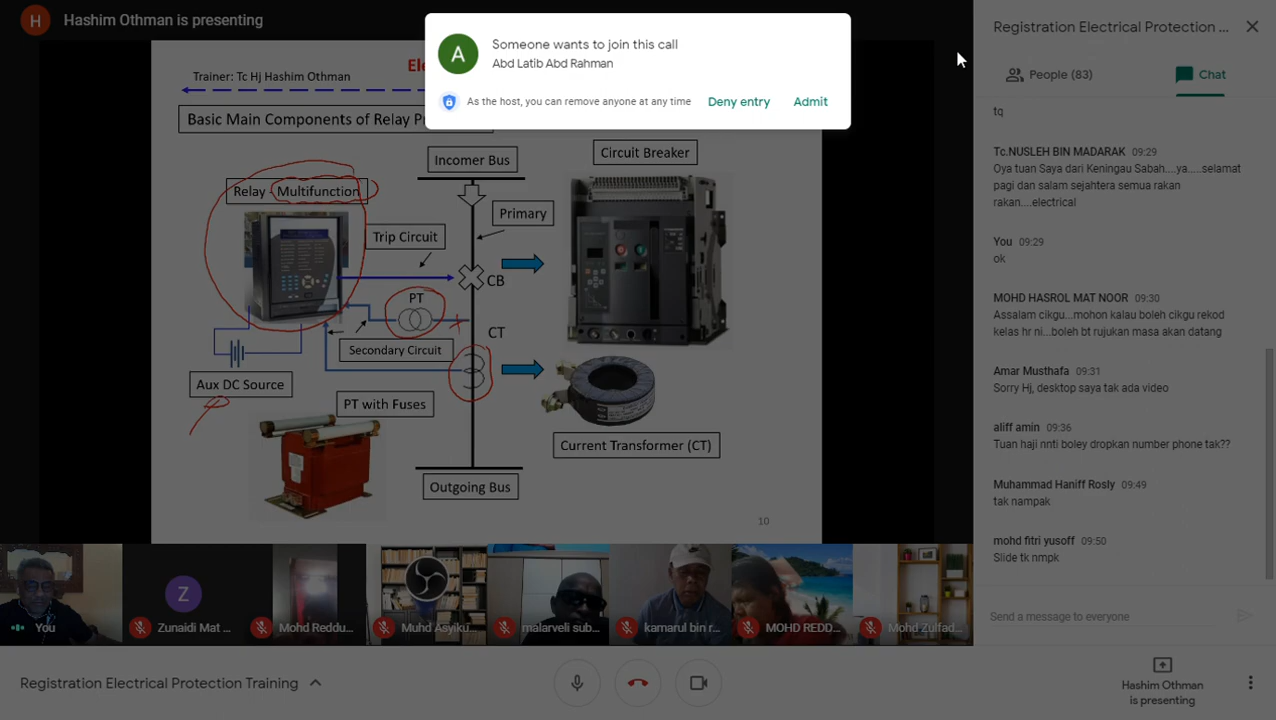 H
Hashim Othman is presenting
A
Someone wants to join this call
Abd Latib Abd Rahman
As the host, you can remove anyone at any time
Deny entry
Admit
Trainer: Tc Hj Hashim Othman
Basic Main Components of Relay
Incomer Bus
Circuit Breaker
Relay - Multifunction
Primary
Trip Circuit
CB
PT
CT
Secondary Circuit
Aux DC Source
PT with Fuses
Current Transformer (CT)
Outgoing Bus
10
Registration Electrical Protection ...
People (83)
Chat
tq
Tc.NUSLEH BIN MADARAK 09:29
Oya tuan Saya dari Keningau Sabah....ya.....selamat
pagi dan salam sejahtera semua rakan
rakan....electrical
You 09:29
ok
MOHD HASROL MAT NOOR 09:30
Assalam cikgu...mohon kalau boleh cikgu rekod
kelas hr ni...boleh bt rujukan masa akan datang
Amar Musthafa 09:31
Sorry Hj, desktop saya tak ada video
aliff amin 09:36
Tuan haji nnti boley dropkan number phone tak??
Muhammad Haniff Rosly 09:49
tak nampak
mohd fitri yusoff 09:50
Slide tk nmpk
Send a message to everyone
You
Z
Zunaidi Mat ...
Mohd Reddu...
Muhd Asyiku...
malarveli sub...
kamarul bin r...
MOHD REDD...
Mohd Zulfad...
Registration Electrical Protection Training
Hashim Othman
is presenting